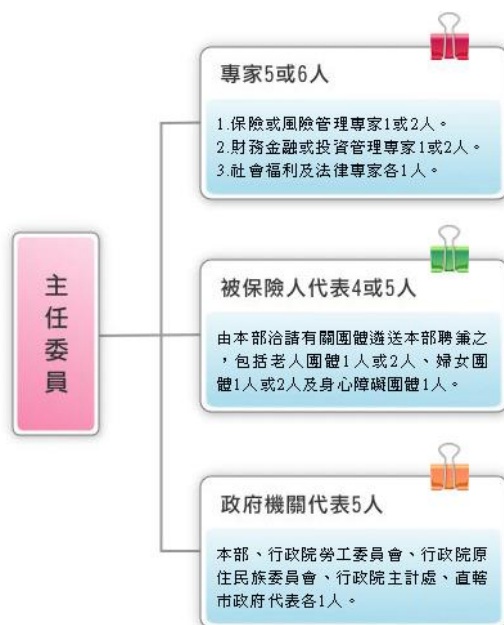 主任委員
專家5或6人
1.保險或風險管理專家1或2人。
2.財務金融或投資管理專家1或2人。
3.社會福利及法律專家各1人。
被保險人代表4或5人
由本部洽請有關團體遴送本部聘兼之
，包括老人團體1人或2人、婦女團
體1人或2人及身心障礙團體1人。
政府機關代表5人
本部、行政院勞工委員會、行政院原
住民族委員會、行政院主計處、直轄
市政府代表各1人。